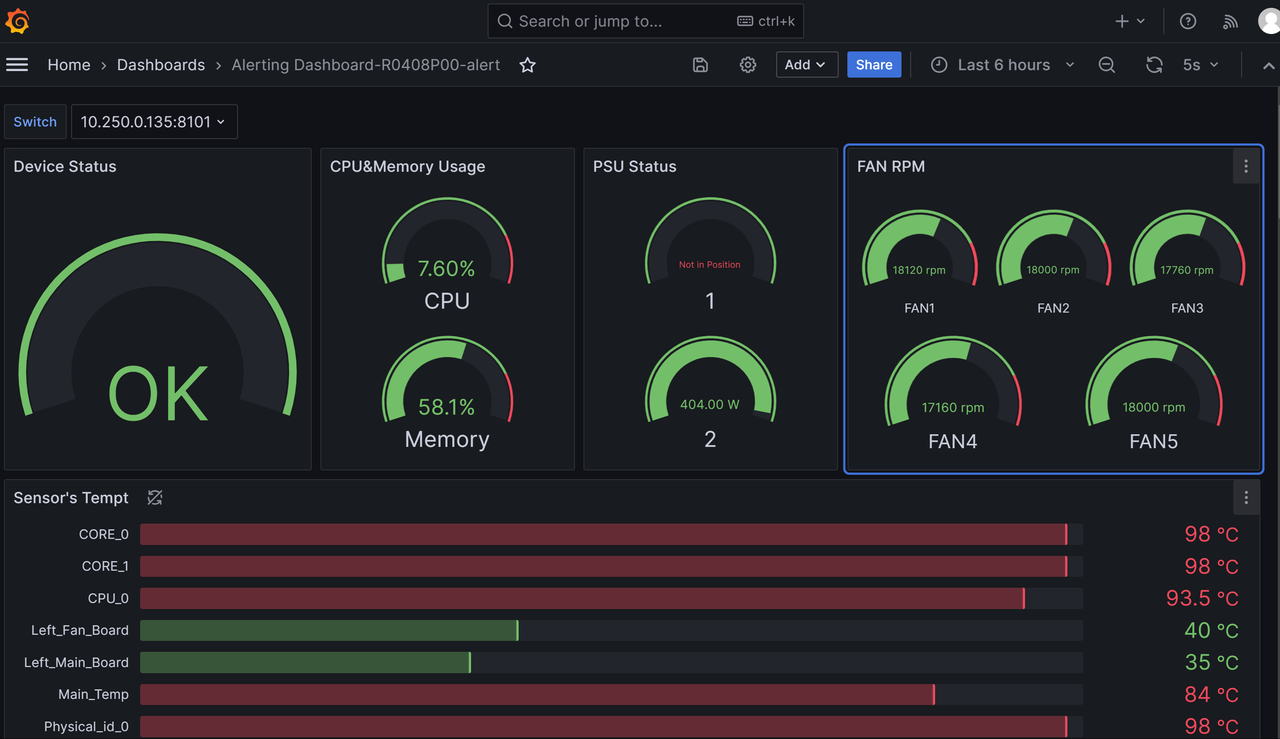 Search or jump to...
ctrl+k
Home
Dashboards
Alerting Dashboard-R0408P00-alert
Add
Share
Last 6 hours
5s
Switch
10.250.0.135:8101
Device Status
OK
CPU&Memory Usage
7.60%
CPU
58.1%
Memory
PSU Status
Not in Position
1
404.00 W
2
FAN RPM
18120 rpm
FAN1
18000 rpm
FAN2
17760 rpm
FAN3
17160 rpm
FAN4
18000 rpm
FAN5
Sensor's Tempt
CORE_0 98 °C
CORE_1 98 °C
CPU_0 93.5 °C
Left_Fan_Board 40 °C
Left_Main_Board 35 °C
Main_Temp 84 °C
Physical_id_0 98 °C